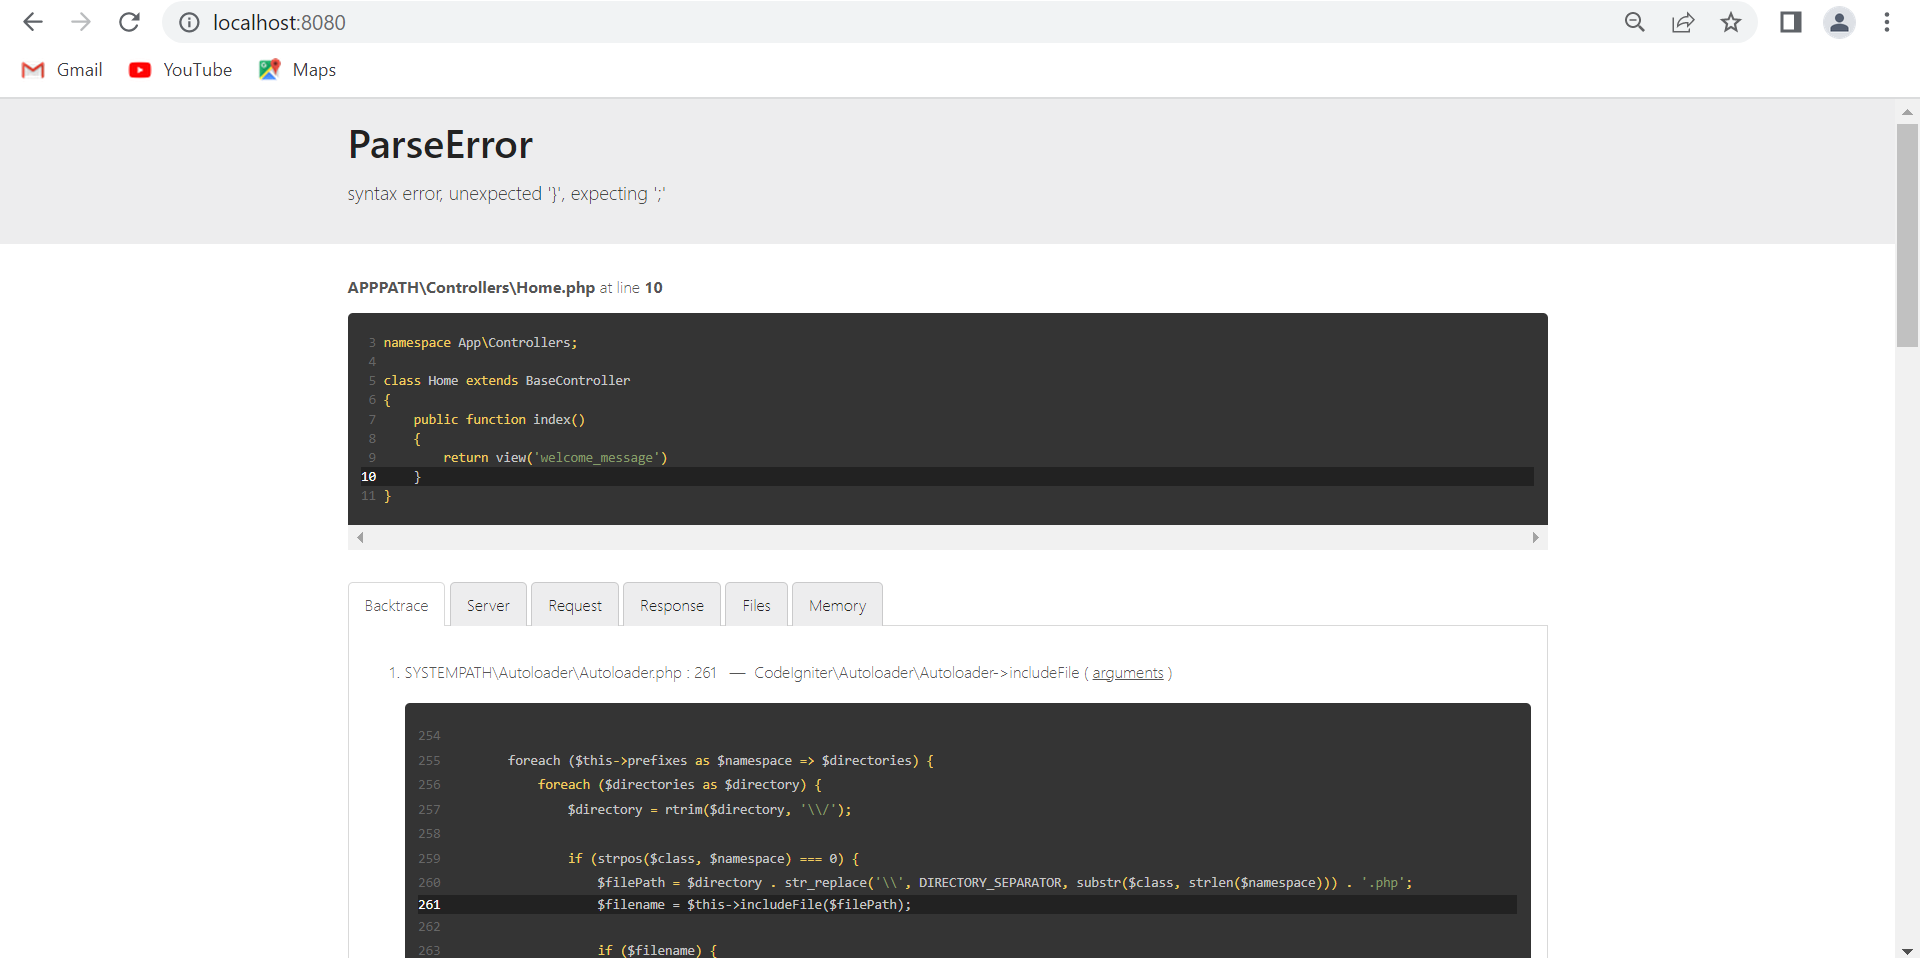 localhost:8080
Gmail YouTube Maps
ParseError
syntax error, unexpected '}', expecting ';'
APPPATH\Controllers\Home.php at line 10
3 namespace App\Controllers;
4
5 class Home extends BaseController
6 {
7     public function index()
8     {
9         return view('welcome_message')
10     }
11 }
Backtrace Server Request Response Files Memory
1. SYSTEMPATH\Autoloader\Autoloader.php : 261 — CodeIgniter\Autoloader\Autoloader->includeFile ( arguments )
254
255         foreach ($this->prefixes as $namespace => $directories) {
256             foreach ($directories as $directory) {
257                 $directory = rtrim($directory, '\\/');
258
259                 if (strpos($class, $namespace) === 0) {
260                     $filePath = $directory . str_replace('\\', DIRECTORY_SEPARATOR, substr($class, strlen($namespace))) . '.php';
261                     $filename = $this->includeFile($filePath);
262
263                     if ($filename) {